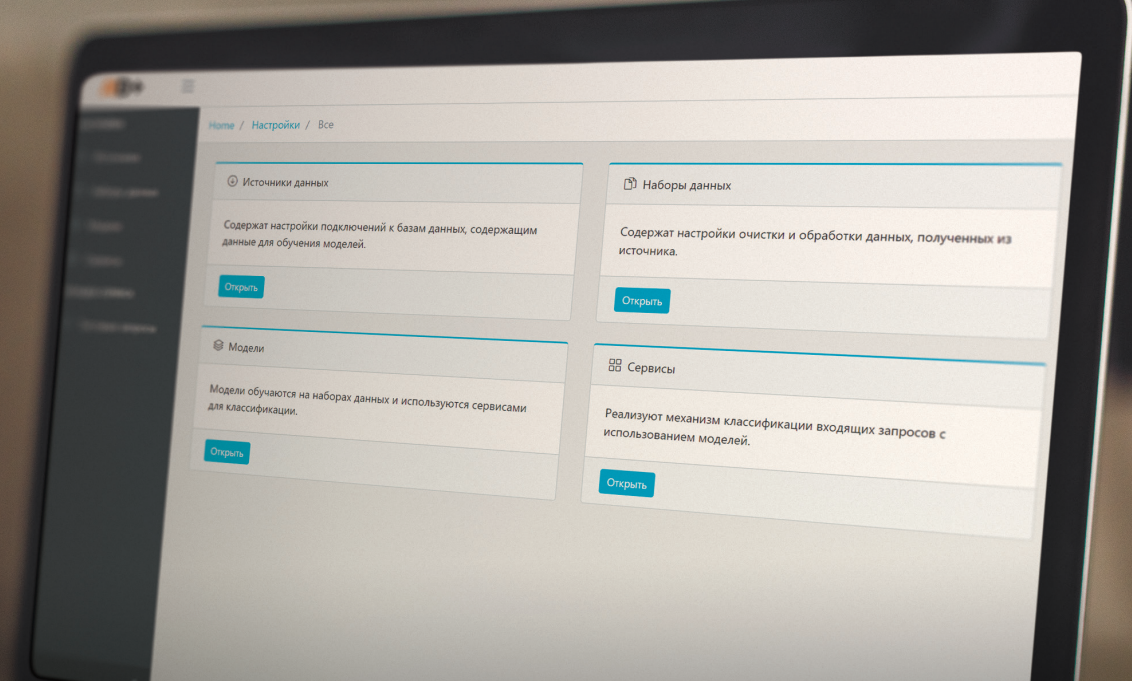 Home / Настройки / Все
Источники данных
Содержат настройки подключений к базам данных, содержащим
данные для обучения моделей.
Открыть
Наборы данных
Содержат настройки очистки и обработки данных, полученных из
источника.
Открыть
Модели
Модели обучаются на наборах данных и используются сервисами
для классификации.
Открыть
Сервисы
Реализуют механизм классификации входящих запросов с
использованием моделей.
Открыть